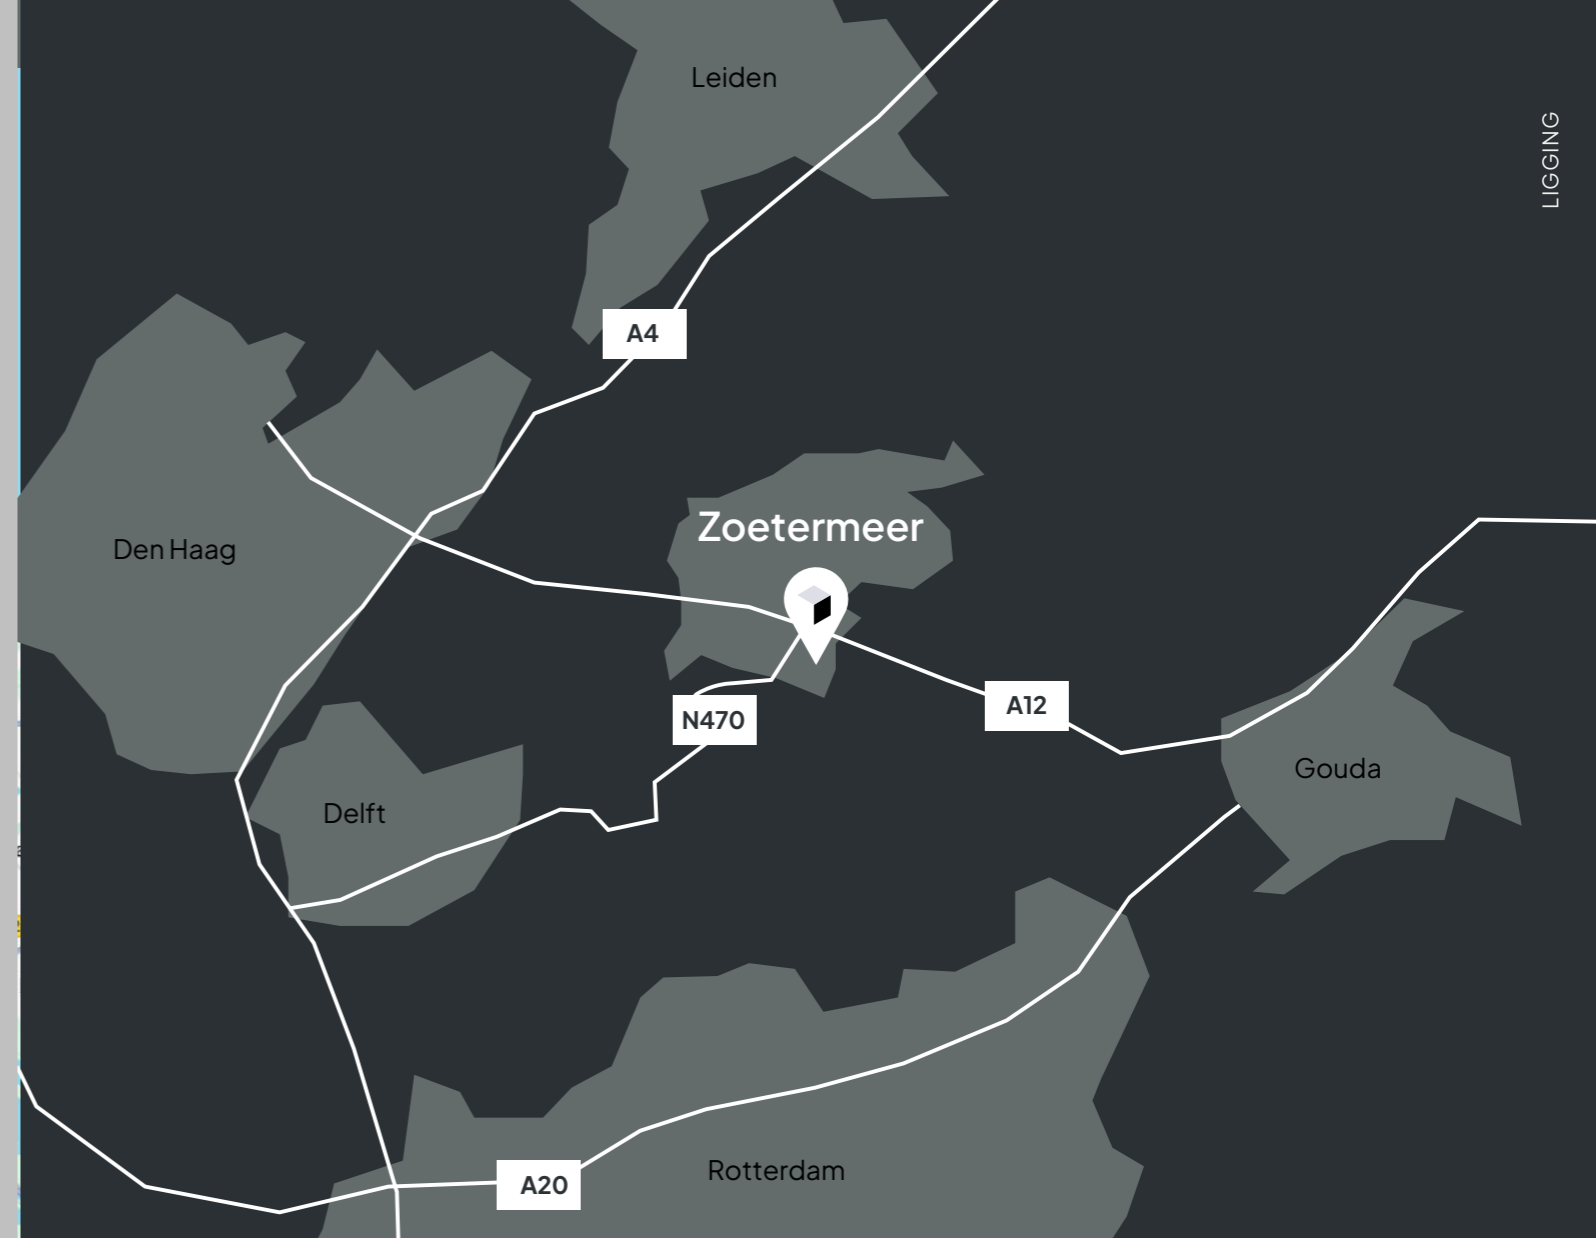 Leiden
LIGGING
A4
Zoetermeer
Den Haag
A12
N470
Gouda
Delft
Rotterdam
A20